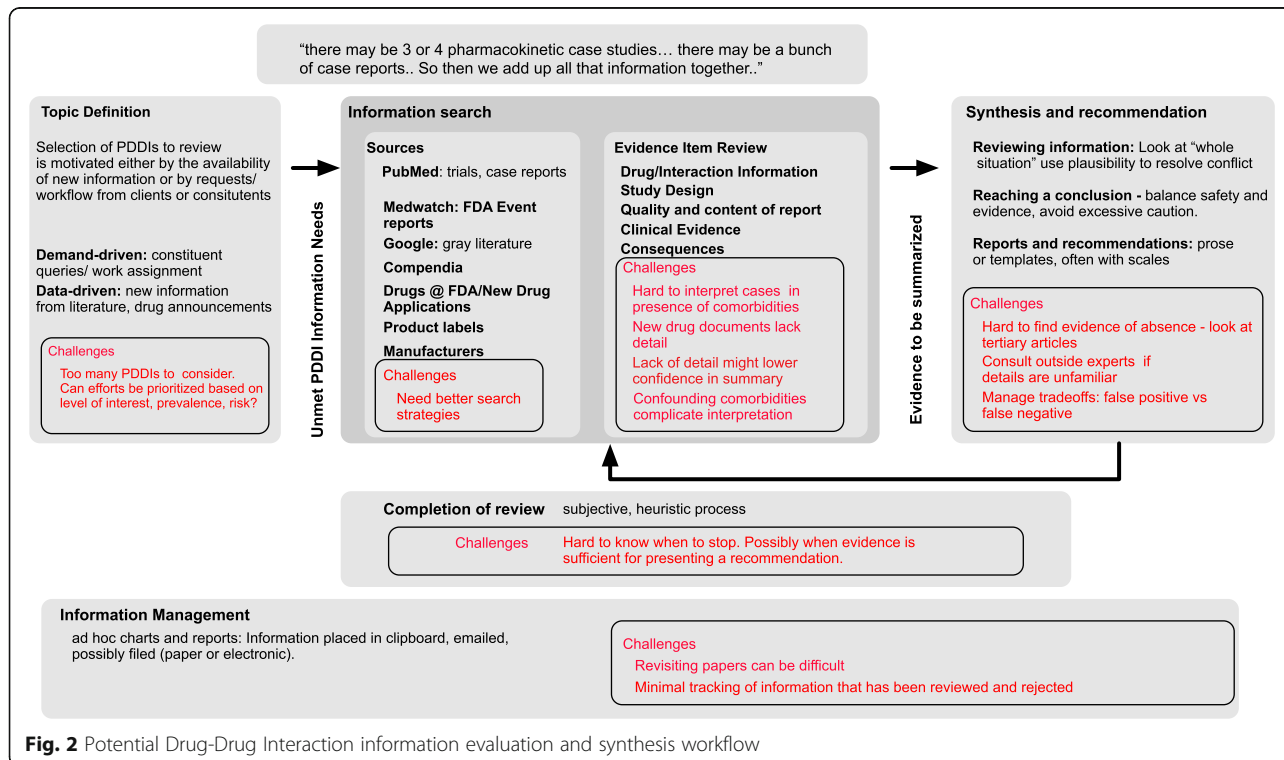 “there may be 3 or 4 pharmacokinetic case studies… there may be a bunch
of case reports.. So then we add up all that information together..”
Topic Definition
Selection of PDDIs to review
is motivated either by the availability
of new information or by requests/
workflow from clients or consitutents
Demand-driven: constituent
queries/ work assignment
Data-driven: new information
from literature, drug announcements
Challenges
Too many PDDIs to consider.
Can efforts be prioritized based on
level of interest, prevalence, risk?
Unmet PDDI Information Needs
Information search
Sources
PubMed: trials, case reports
Medwatch: FDA Event
reports
Google: gray literature
Compendia
Drugs @ FDA/New Drug
Applications
Product labels
Manufacturers
Challenges
Need better search
strategies
Evidence Item Review
Drug/Interaction Information
Study Design
Quality and content of report
Clinical Evidence
Consequences
Challenges
Hard to interpret cases in
presence of comorbidities
New drug documents lack
detail
Lack of detail might lower
confidence in summary
Confounding comorbidities
complicate interpretation
Evidence to be summarized
Synthesis and recommendation
Reviewing information: Look at “whole
situation” use plausibility to resolve conflict
Reaching a conclusion - balance safety and
evidence, avoid excessive caution.
Reports and recommendations: prose
or templates, often with scales
Challenges
Hard to find evidence of absence - look at
tertiary articles
Consult outside experts if
details are unfamiliar
Manage tradeoffs: false positive vs
false negative
Completion of review subjective, heuristic process
Challenges Hard to know when to stop. Possibly when evidence is
sufficient for presenting a recommendation.
Information Management
ad hoc charts and reports: Information placed in clipboard, emailed,
possibly filed (paper or electronic).
Challenges
Revisiting papers can be difficult
Minimal tracking of information that has been reviewed and rejected
Fig. 2 Potential Drug-Drug Interaction information evaluation and synthesis workflow